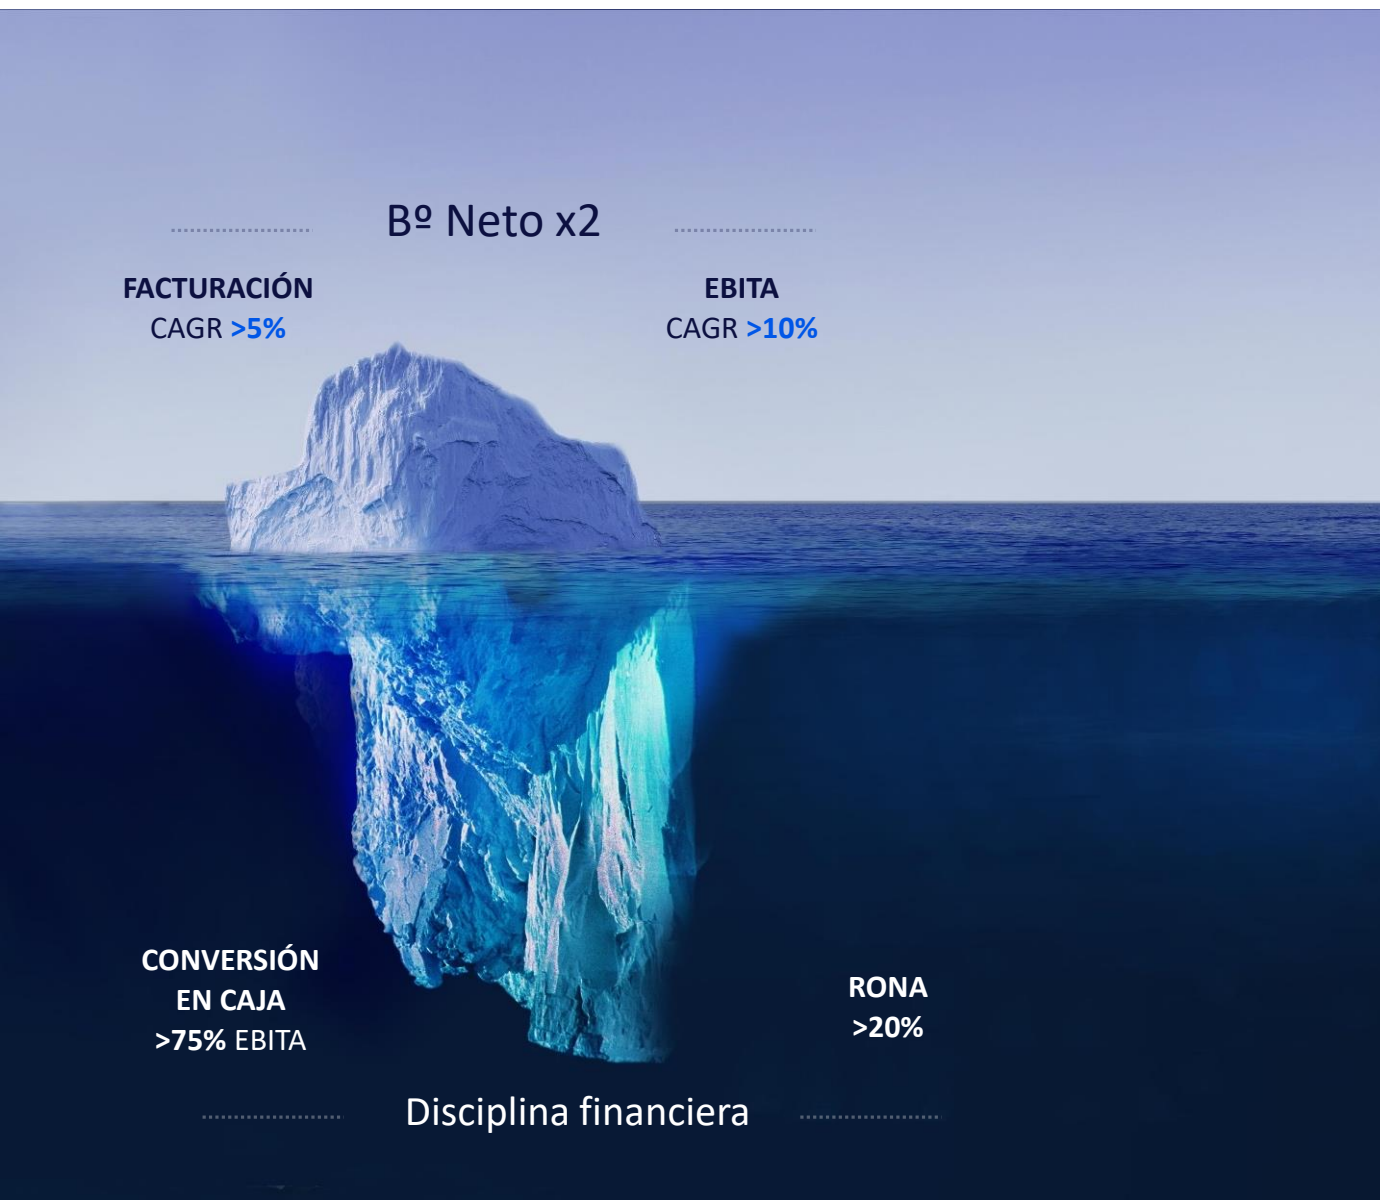 Bº Neto x2
FACTURACIÓN
CAGR >5%
EBITA
CAGR >10%
CONVERSIÓN
EN CAJA
>75% EBITA
RONA
>20%
Disciplina financiera